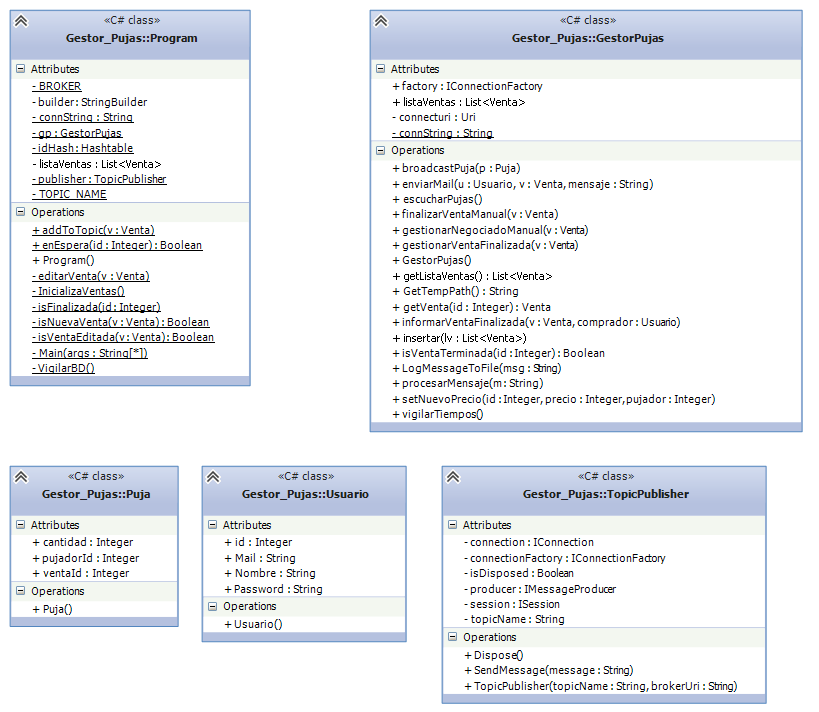 «C# class»
Gestor_Pujas::Program
Attributes
- BROKER
- builder : StringBuilder
- connString : String
- gp : GestorPujas
- idHash : Hashtable
- listaVentas : List<Venta>
- publisher : TopicPublisher
- TOPIC_NAME
Operations
+ addToTopic(v : Venta)
+ enEspera(id : Integer) : Boolean
+ Program()
- editarVenta(v : Venta)
- InicializaVentas()
- isFinalizada(id : Integer)
- isNuevaVenta(v : Venta) : Boolean
- isVentaEditada(v : Venta) : Boolean
- Main(args : String[*])
- VigilarBD()
«C# class»
Gestor_Pujas::GestorPujas
Attributes
+ factory : IConnectionFactory
+ listaVentas : List<Venta>
- connecturi : Uri
- connString : String
Operations
+ broadcastPuja(p : Puja)
+ enviarMail(u : Usuario, v : Venta, mensaje : String)
+ escucharPujas()
+ finalizarVentaManual(v : Venta)
+ gestionarNegociadoManual(v : Venta)
+ gestionarVentaFinalizada(v : Venta)
+ GestorPujas()
+ getListaVentas() : List<Venta>
+ GetTempPath() : String
+ getVenta(id : Integer) : Venta
+ informarVentaFinalizada(v : Venta, comprador : Usuario)
+ insertar(lv : List<Venta>)
+ isVentaTerminada(id : Integer) : Boolean
+ LogMessageToFile(msg : String)
+ procesarMensaje(m : String)
+ setNuevoPrecio(id : Integer, precio : Integer, pujador : Integer)
+ vigilarTiempos()
«C# class»
Gestor_Pujas::Puja
Attributes
+ cantidad : Integer
+ pujadorId : Integer
+ ventaId : Integer
Operations
+ Puja()
«C# class»
Gestor_Pujas::Usuario
Attributes
+ id : Integer
+ Mail : String
+ Nombre : String
+ Password : String
Operations
+ Usuario()
«C# class»
Gestor_Pujas::TopicPublisher
Attributes
- connection : IConnection
- connectionFactory : IConnectionFactory
- isDisposed : Boolean
- producer : IMessageProducer
- session : ISession
- topicName : String
Operations
+ Dispose()
+ SendMessage(message : String)
+ TopicPublisher(topicName : String, brokerUri : String)